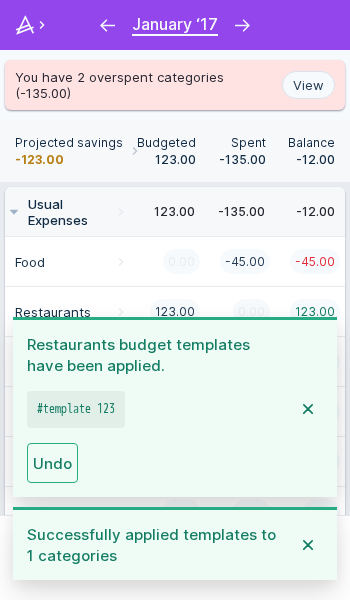 January ‘17
You have 2 overspent categories
(-135.00)
View
Projected savings Budgeted Spent Balance
-123.00 123.00 -135.00 -12.00
Usual
Expenses
123.00 -135.00 -12.00
Food 0.00 -45.00 -45.00
Restaurants 123.00 0.00 123.00
Restaurants budget templates
have been applied.
#template 123
Undo
Successfully applied templates to
1 categories